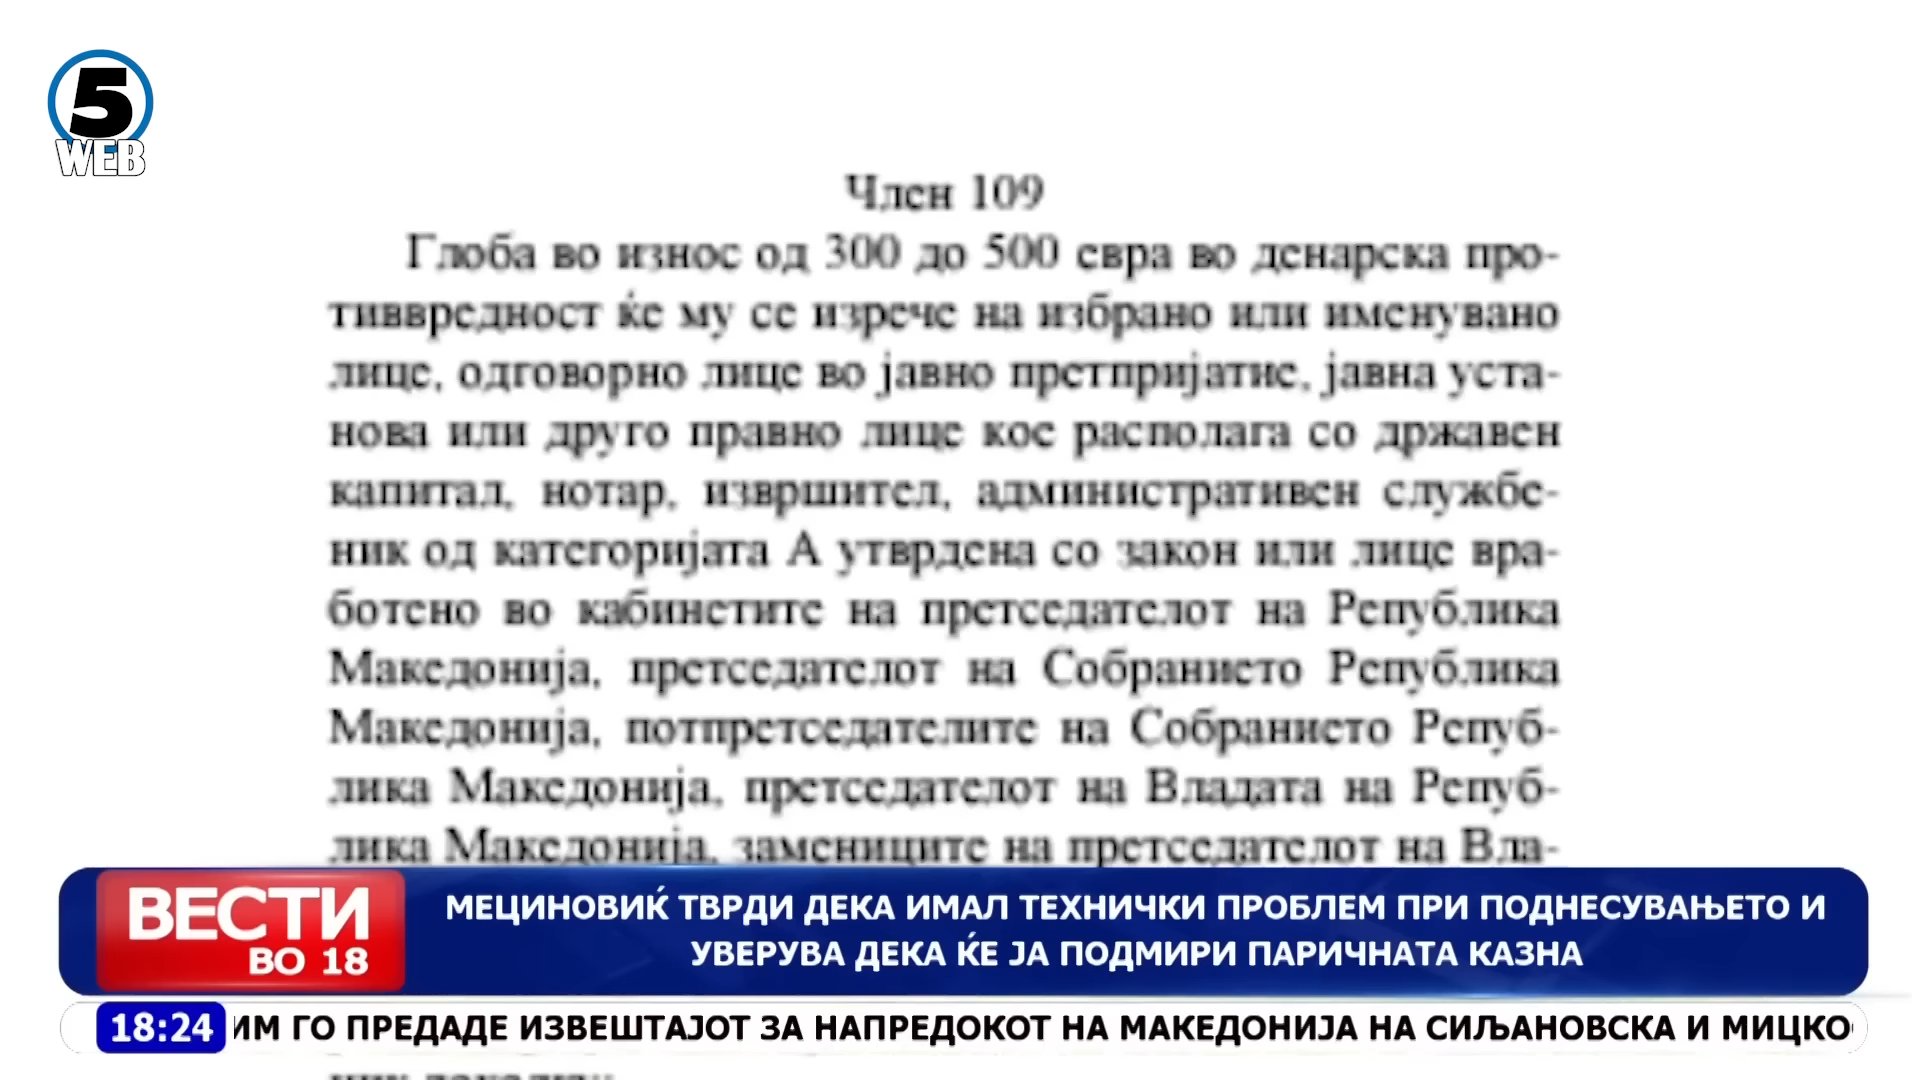 5
WEB
Член 109
Глоба во износ од 300 до 500 евра во денарска про-
тиввредност ќе му се изрече на избрано или именувано
лице, одговорно лице во јавно претпријатие, јавна уста-
нова или друго правно лице кое располага со државен
капитал, нотар, извршител, административен службе-
ник од категоријата А утврдена со закон или лице вра-
ботено во кабинетите на претседателот на Република
Македонија, претседателот на Собранието Република
Македонија, потпретседателите на Собранието Репуб-
лика Македонија, претседателот на Владата на Репуб-
лика Македонија, замениците на претседателот на Вла-
ВЕСТИ
ВО 18
МЕЦИНОВИЌ ТВРДИ ДЕКА ИМАЛ ТЕХНИЧКИ ПРОБЛЕМ ПРИ ПОДНЕСУВАЊЕТО И
УВЕРУВА ДЕКА ЌЕ ЈА ПОДМИРИ ПАРИЧНАТА КАЗНА
18:24
ИМ ГО ПРЕДАДЕ ИЗВЕШТАЈОТ ЗА НАПРЕДОКОТ НА МАКЕДОНИЈА НА СИЉАНОВСКА И МИЦКО